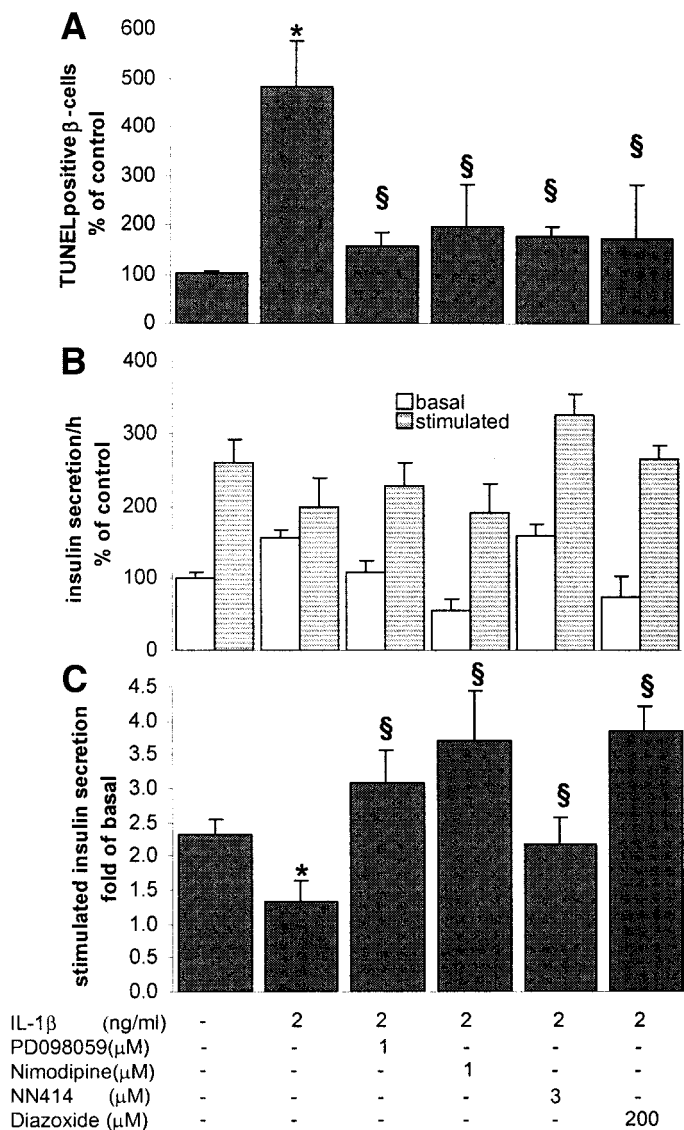 A
TUNELpositive β-cells
% of control
600
*
500
400
300
200
100
0
§
§
§
§
B
insulin secretion/h
% of control
400
300
200
100
0
basal
stimulated
C
stimulated insulin secretion
fold of basal
4.5
4.0
3.5
3.0
2.5
2.0
1.5
1.0
0.5
0.0
*
§
§
§
§
IL-1β (ng/ml) - 2 2 2 2 2
PD098059(μM) - - 1 - - -
Nimodipine(μM) - - - 1 - -
NN414 (μM) - - - - 3 -
Diazoxide (μM) - - - - - 200